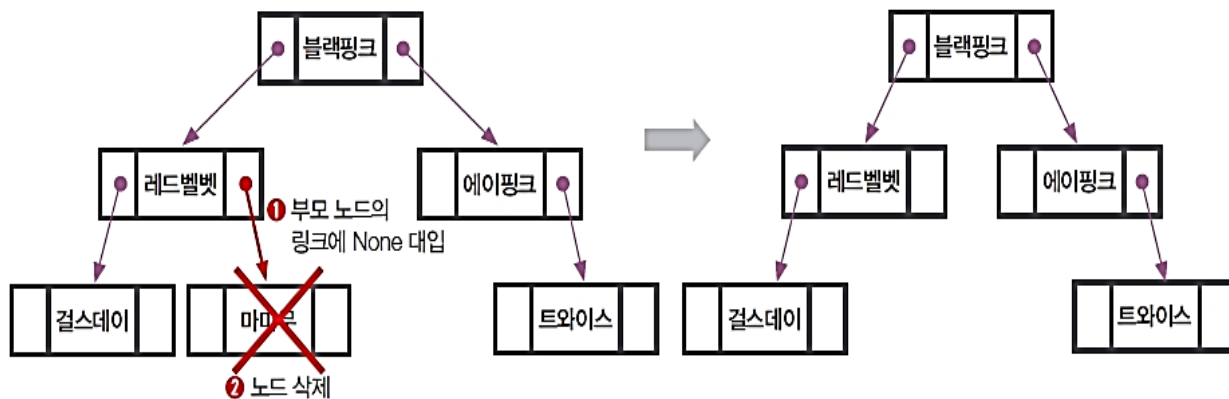 블랙핑크
블랙핑크
레드벨벳
에이핑크
레드벨벳
에이핑크
❶ 부모 노드의
링크에 None 대입
걸스데이
마마무
트와이스
걸스데이
트와이스
❷ 노드 삭제